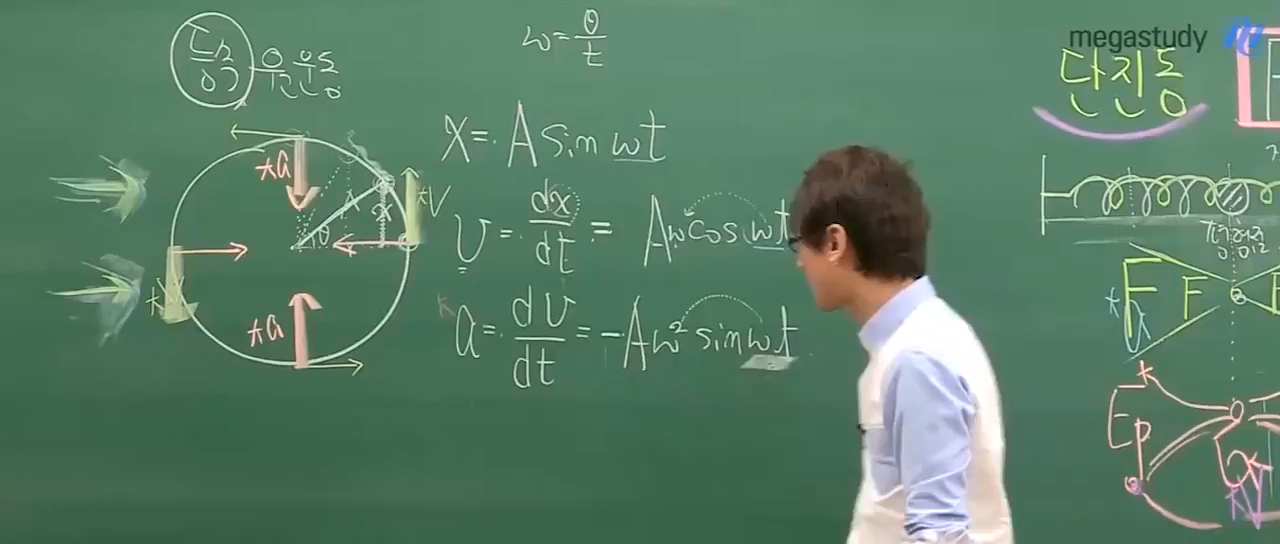 megastudy
등속
원운동
ω=θ/t
단진동
x= A sin ωt
v= dx/dt = Aω cos ωt
a= dv/dt = -Aω² sin ωt
*a
*V
θ
x
*a
F
F
Ep